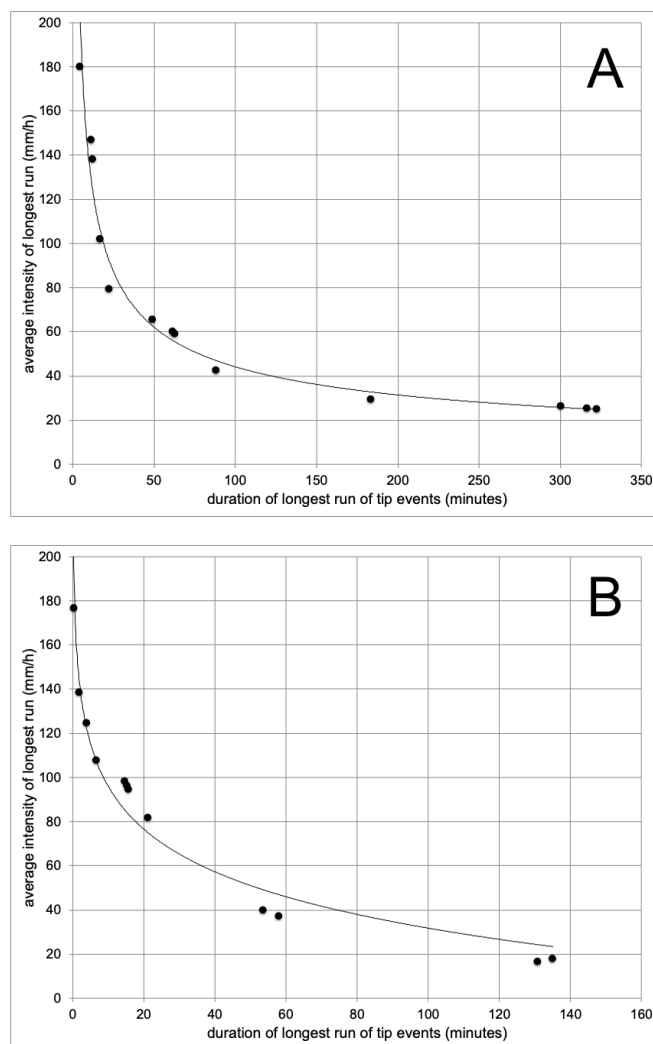 200
180
160
140
120
100
80
60
40
20
0
average intensity of longest run (mm/h)
A
0 50 100 150 200 250 300 350
duration of longest run of tip events (minutes)
200
180
160
140
120
100
80
60
40
20
0
average intensity of longest run (mm/h)
B
0 20 40 60 80 100 120 140 160
duration of longest run of tip events (minutes)